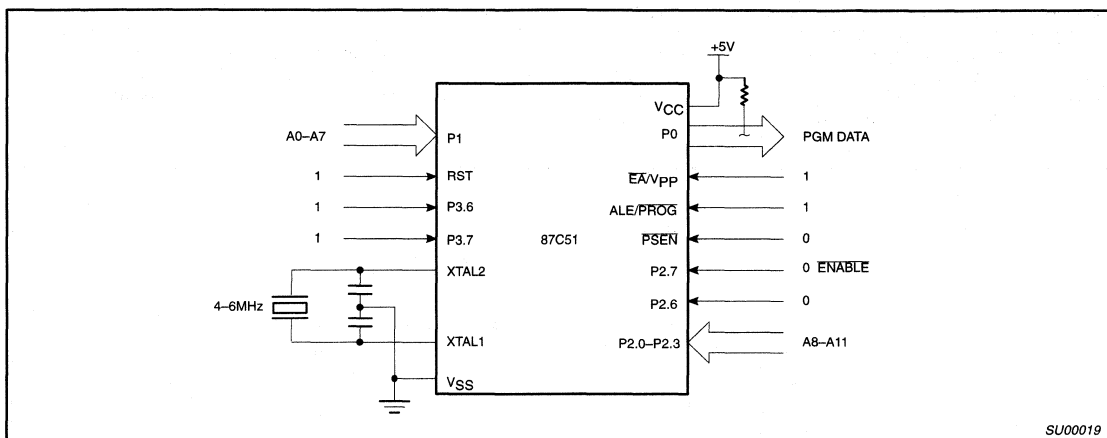 +5V
VCC
P0
PGM DATA
A0–A7
P1
1
RST
EA/VPP
1
1
P3.6
ALE/PROG
1
1
P3.7
87C51
PSEN
0
XTAL2
P2.7
0 ENABLE
4–6MHz
P2.6
0
XTAL1
P2.0–P2.3
A8–A11
VSS
SU00019